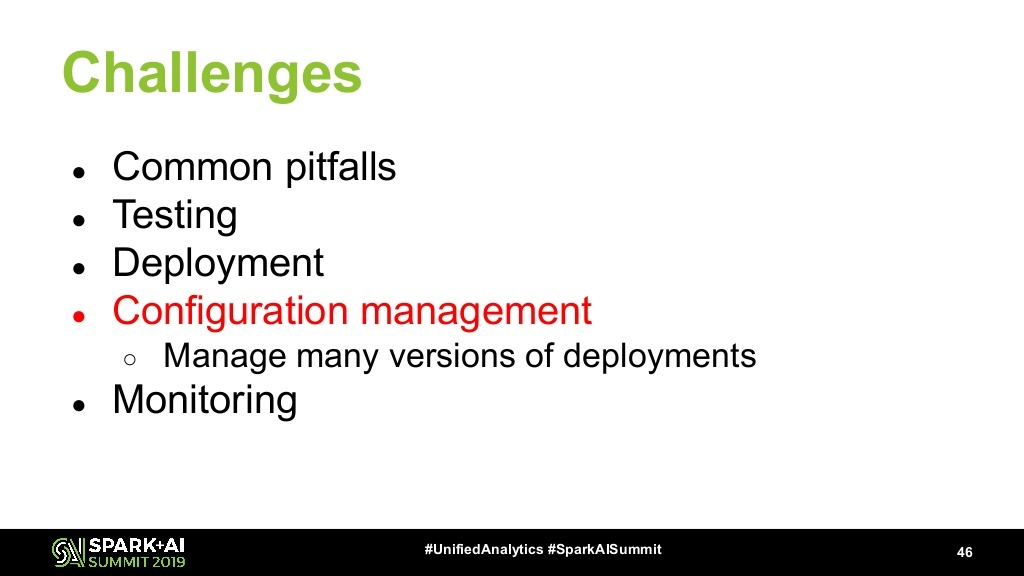 Challenges
● Common pitfalls
● Testing
● Deployment
● Configuration management
○ Manage many versions of deployments
● Monitoring
SPARK+AI
SUMMIT 2019
#UnifiedAnalytics #SparkAISummit
46